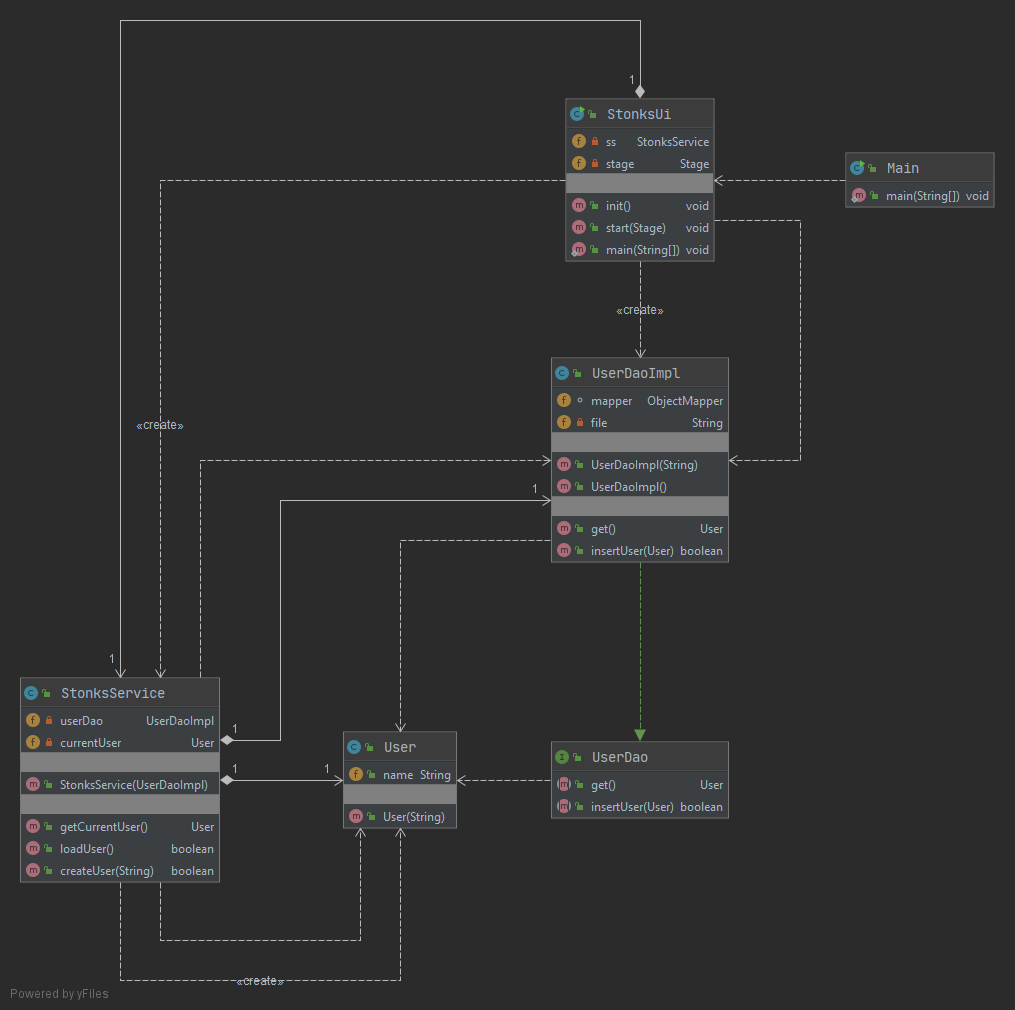 1
StonksUi
ss StonksService
stage Stage
init() void
start(Stage) void
main(String[]) void
Main
main(String[]) void
«create»
UserDaoImpl
mapper ObjectMapper
file String
UserDaoImpl(String)
UserDaoImpl()
get() User
insertUser(User) boolean
«create»
1
1
StonksService
userDao UserDaoImpl
currentUser User
StonksService(UserDaoImpl)
getCurrentUser() User
loadUser() boolean
createUser(String) boolean
1
1
1
User
name String
User(String)
UserDao
get() User
insertUser(User) boolean
«create»
Powered by yFiles